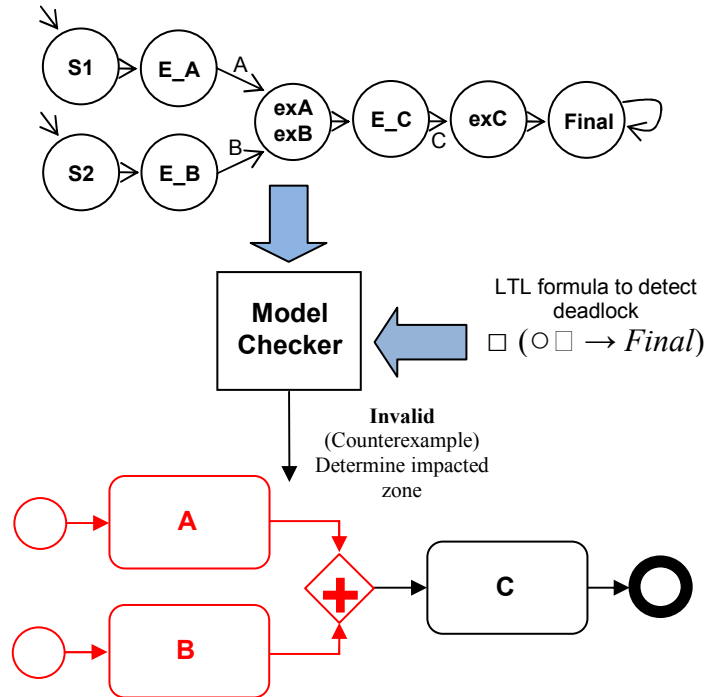 S1
E_A
A
exA
exB
E_C
C
exC
Final
S2
E_B
B
Model
Checker
LTL formula to detect
deadlock
□ (○□ → Final)
Invalid
(Counterexample)
Determine impacted
zone
A
B
C